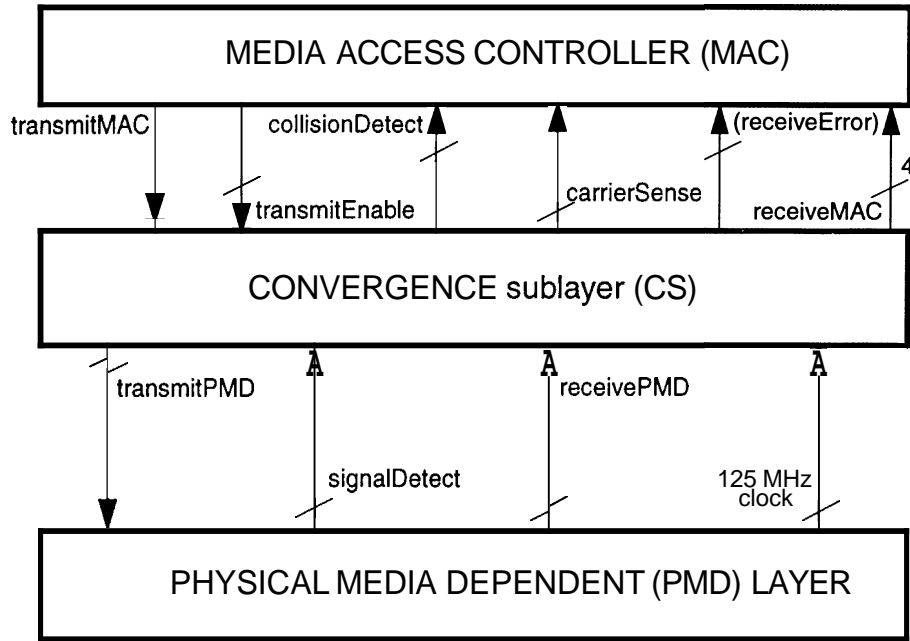 MEDIA ACCESS CONTROLLER (MAC)
transmitMAC
collisionDetect
(receiveError)
4
transmitEnable
carrierSense
receiveMAC
CONVERGENCE sublayer (CS)
A
A
A
transmitPMD
receivePMD
signalDetect
125 MHz
clock
PHYSICAL MEDIA DEPENDENT (PMD) LAYER